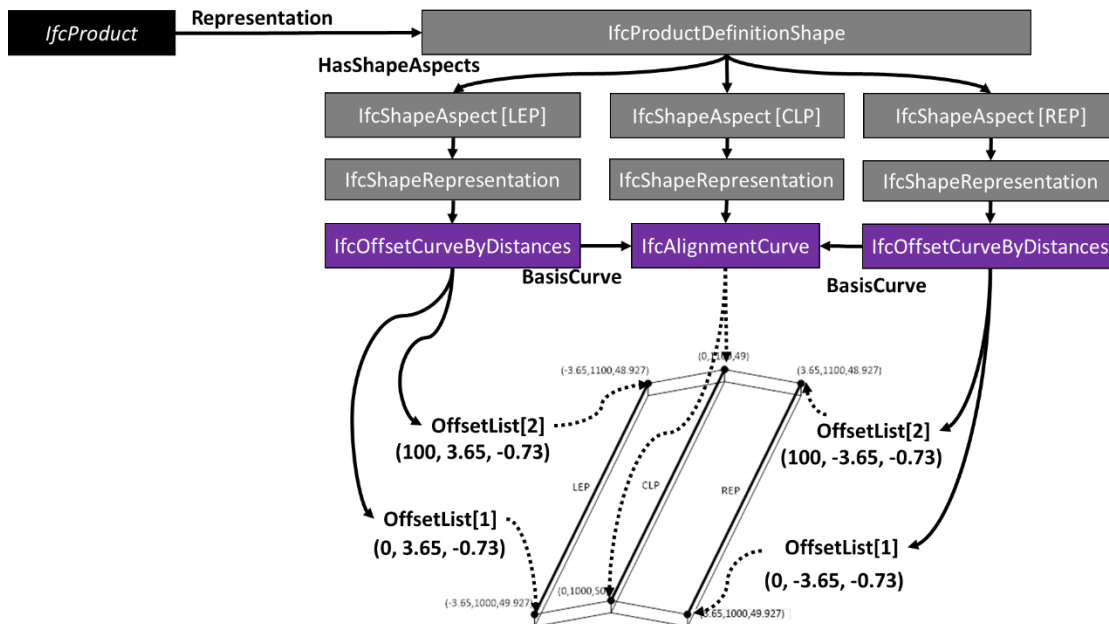 Representation
IfcProduct
IfcProductDefinitionShape
HasShapeAspects
IfcShapeAspect [LEP]
IfcShapeAspect [CLP]
IfcShapeAspect [REP]
IfcShapeRepresentation
IfcShapeRepresentation
IfcShapeRepresentation
IfcOffsetCurveByDistances
IfcAlignmentCurve
IfcOffsetCurveByDistances
BasisCurve
BasisCurve
(-3.65,1100,48.927)
(3.65,1100,48.927)
OffsetList[2]
(100, 3.65, -0.73)
OffsetList[2]
(100, -3.65, -0.73)
LEP
CLP
REP
OffsetList[1]
(0, 3.65, -0.73)
OffsetList[1]
(0, -3.65, -0.73)
(-3.65,1000,49.927)